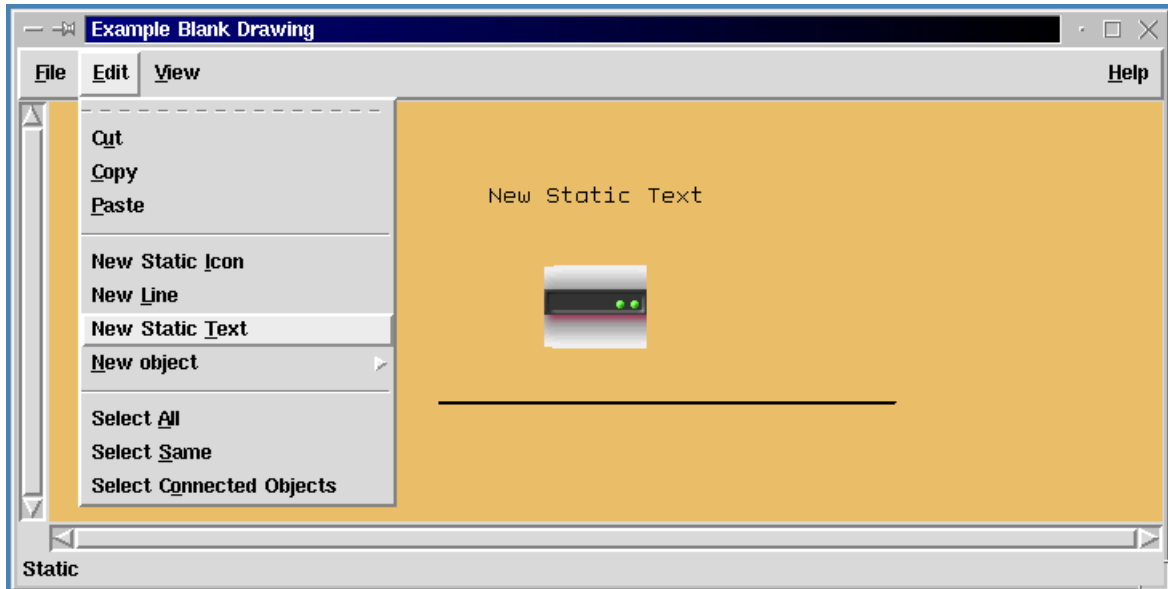 Example Blank Drawing
File Edit View Help
Cut
Copy
Paste
New Static Text
New Static Icon
New Line
New Static Text
New object
Select All
Select Same
Select Connected Objects
Static